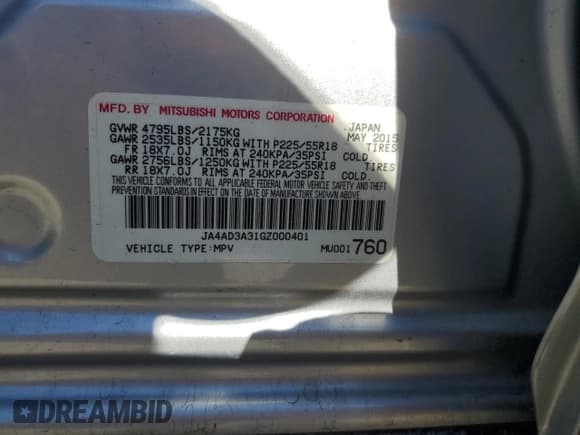 MFD. BY MITSUBISHI MOTORS CORPORATION
GVWR 4795LBS/2175KG JAPAN
GAWR 2535LBS/1150KG WITH P225/55R18 MAY 2015 TIRES
FR 18X7.0J RIMS AT 240KPA/35PSI COLD.
GAWR 2756LBS/1250KG WITH P225/55R18 TIRES
RR 18X7.0J RIMS AT 240KPA/35PSI COLD.
THIS VEHICLE CONFORMS TO ALL APPLICABLE FEDERAL MOTOR VEHICLE SAFETY AND
THEFT PREVENTION STANDARDS IN EFFECT ON THE DATE OF MANUFACTURE SHOWN ABOVE.
JA4AD3A31GZ000401
VEHICLE TYPE:MPV MU001 760
DREAMBID